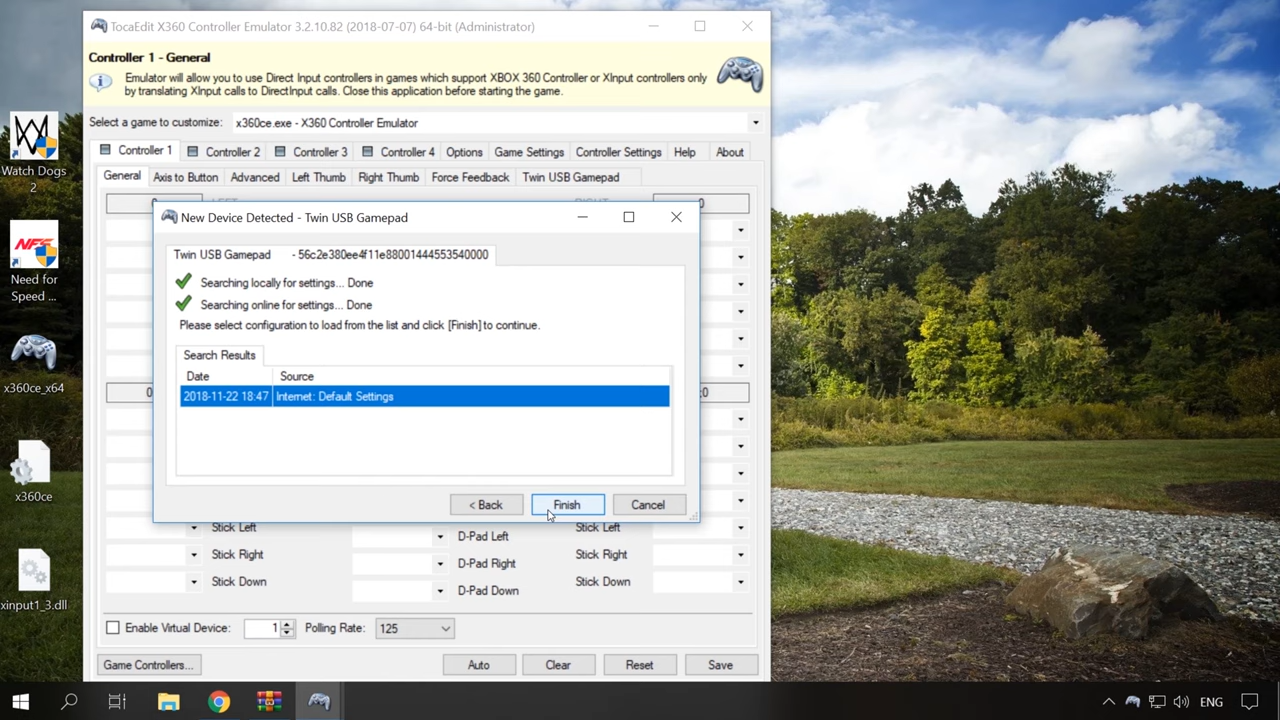 TocaEdit X360 Controller Emulator 3.2.10.82 (2018-07-07) 64-bit (Administrator)
Controller 1 - General
Emulator will allow you to use Direct Input controllers in games which support XBOX 360 Controller or XInput controllers only
by translating XInput calls to DirectInput calls. Close this application before starting the game.
Select a game to customize: x360ce.exe - X360 Controller Emulator
Controller 1 Controller 2 Controller 3 Controller 4 Options Game Settings Controller Settings Help About
General Axis to Button Advanced Left Thumb Right Thumb Force Feedback Twin USB Gamepad
New Device Detected - Twin USB Gamepad
Twin USB Gamepad - 56c2e380ee4f11e88001444553540000
Searching locally for settings... Done
Searching online for settings... Done
Please select configuration to load from the list and click [Finish] to continue.
Search Results
Date Source
2018-11-22 18:47 Internet: Default Settings
< Back Finish Cancel
Stick Left D-Pad Left Stick Left
Stick Right D-Pad Right Stick Right
Stick Down D-Pad Down Stick Down
Enable Virtual Device: 1 Polling Rate: 125
Game Controllers... Auto Clear Reset Save
Watch Dogs
2
NFS
Need for
Speed ...
x360ce_x64
x360ce
xinput1_3.dll
ENG